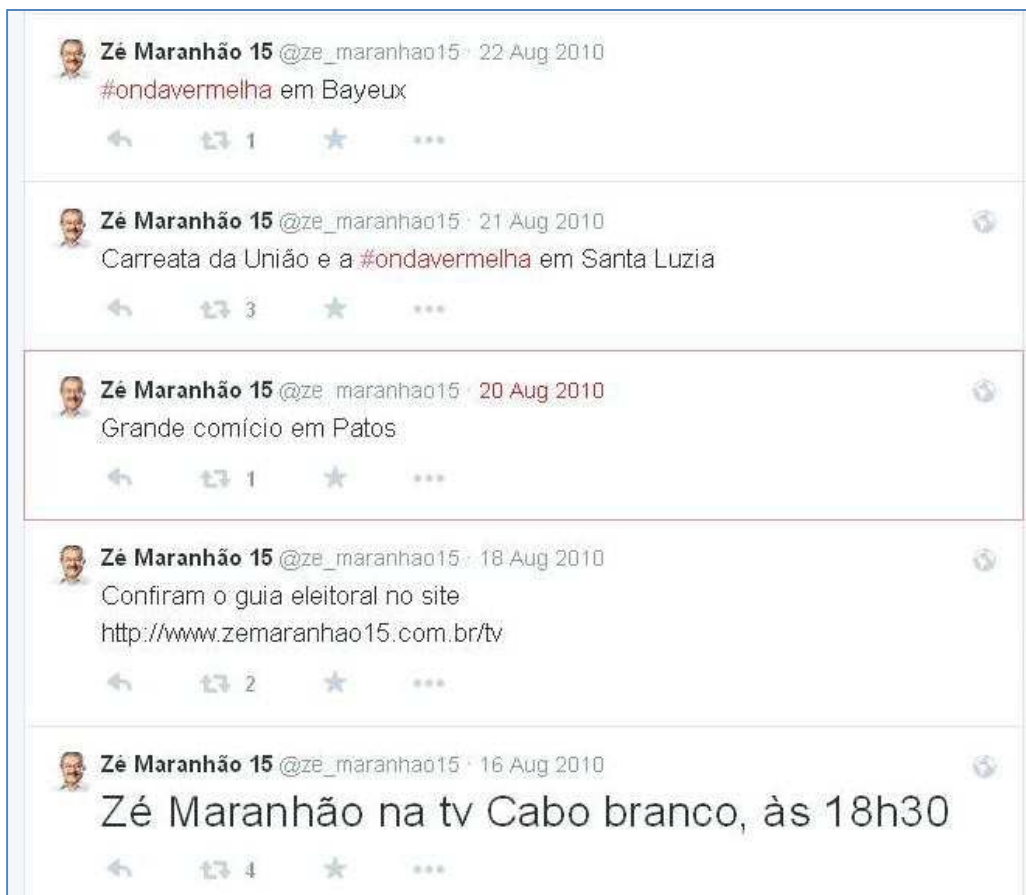 Zé Maranhão 15 @ze_maranhao15 · 22 Aug 2010
#ondavermelha em Bayeux
1
Zé Maranhão 15 @ze_maranhao15 · 21 Aug 2010
Carreata da União e a #ondavermelha em Santa Luzia
3
Zé Maranhão 15 @ze_maranhao15 · 20 Aug 2010
Grande comício em Patos
1
Zé Maranhão 15 @ze_maranhao15 · 18 Aug 2010
Confiram o guia eleitoral no site
http://www.zemaranhao15.com.br/tv
2
Zé Maranhão 15 @ze_maranhao15 · 16 Aug 2010
Zé Maranhão na tv Cabo branco, às 18h30
4